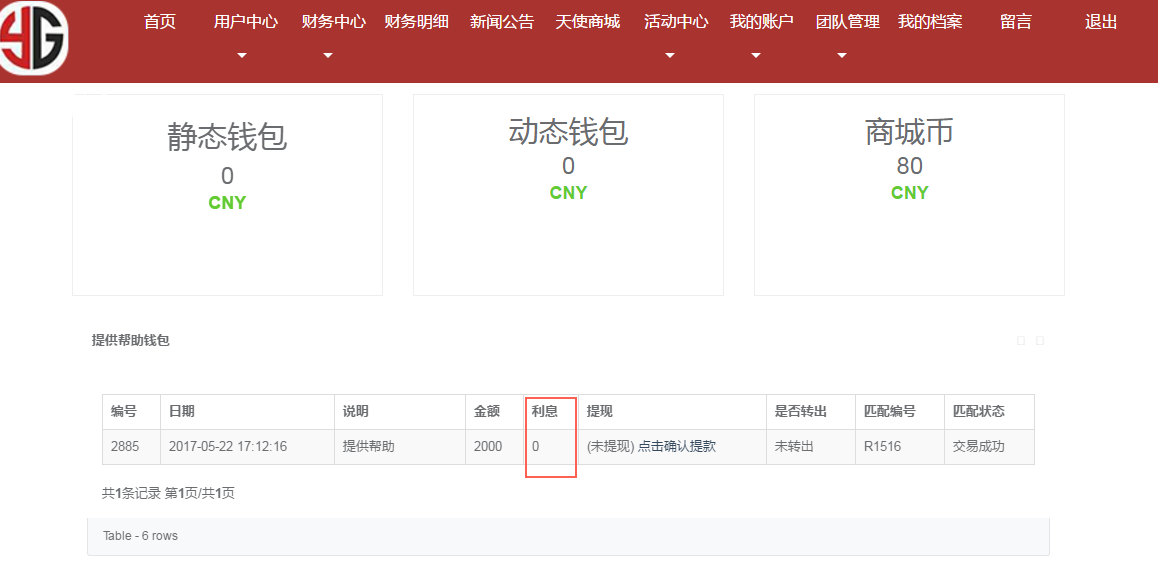 YG
首页 用户中心 财务中心 财务明细 新闻公告 天使商城 活动中心 我的账户 团队管理 我的档案 留言 退出
静态钱包 动态钱包 商城币
0 0 80
CNY CNY CNY
提供帮助钱包
编号 日期 说明 金额 利息 提现 是否转出 匹配编号 匹配状态
2885 2017-05-22 17:12:16 提供帮助 2000 0 (未提现) 点击确认提款 未转出 R1516 交易成功
共1条记录 第1页/共1页
Table - 6 rows